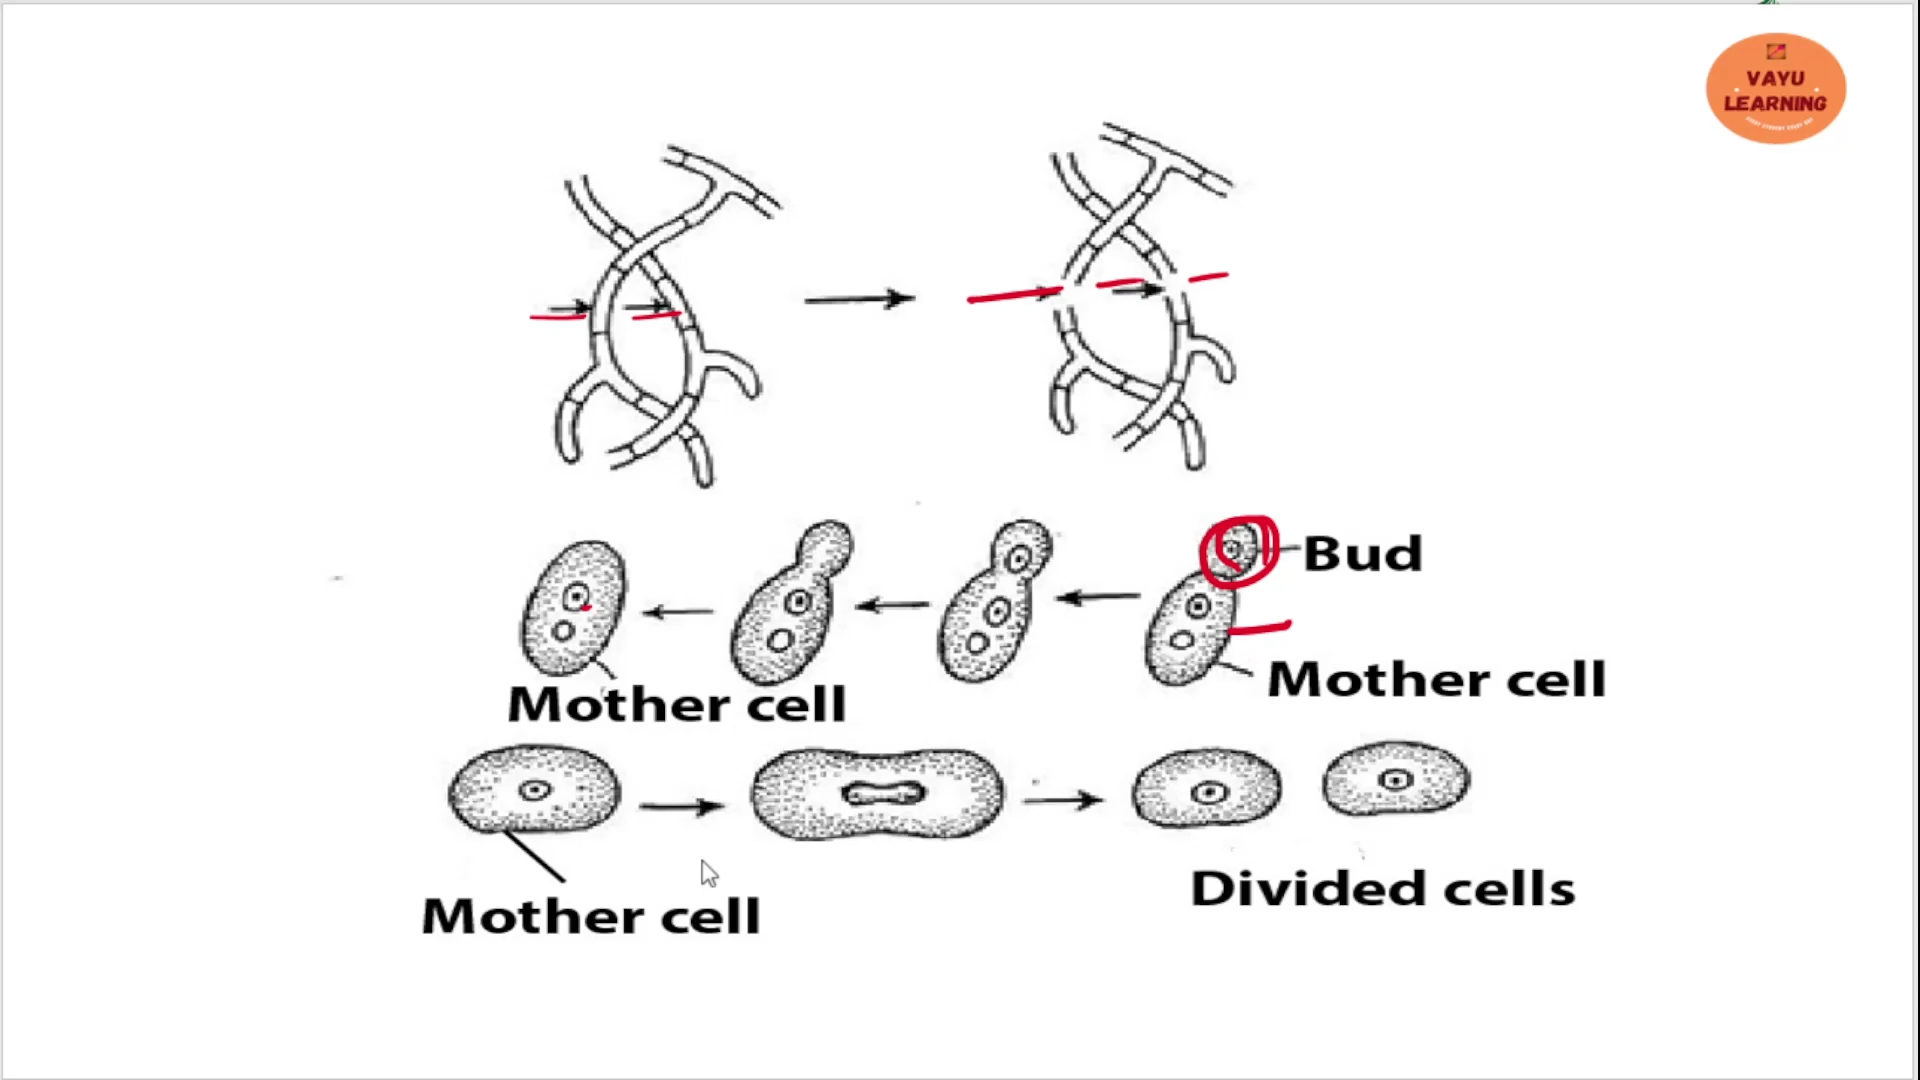 VAYU
LEARNING
Bud
Mother cell
Mother cell
Divided cells
Mother cell